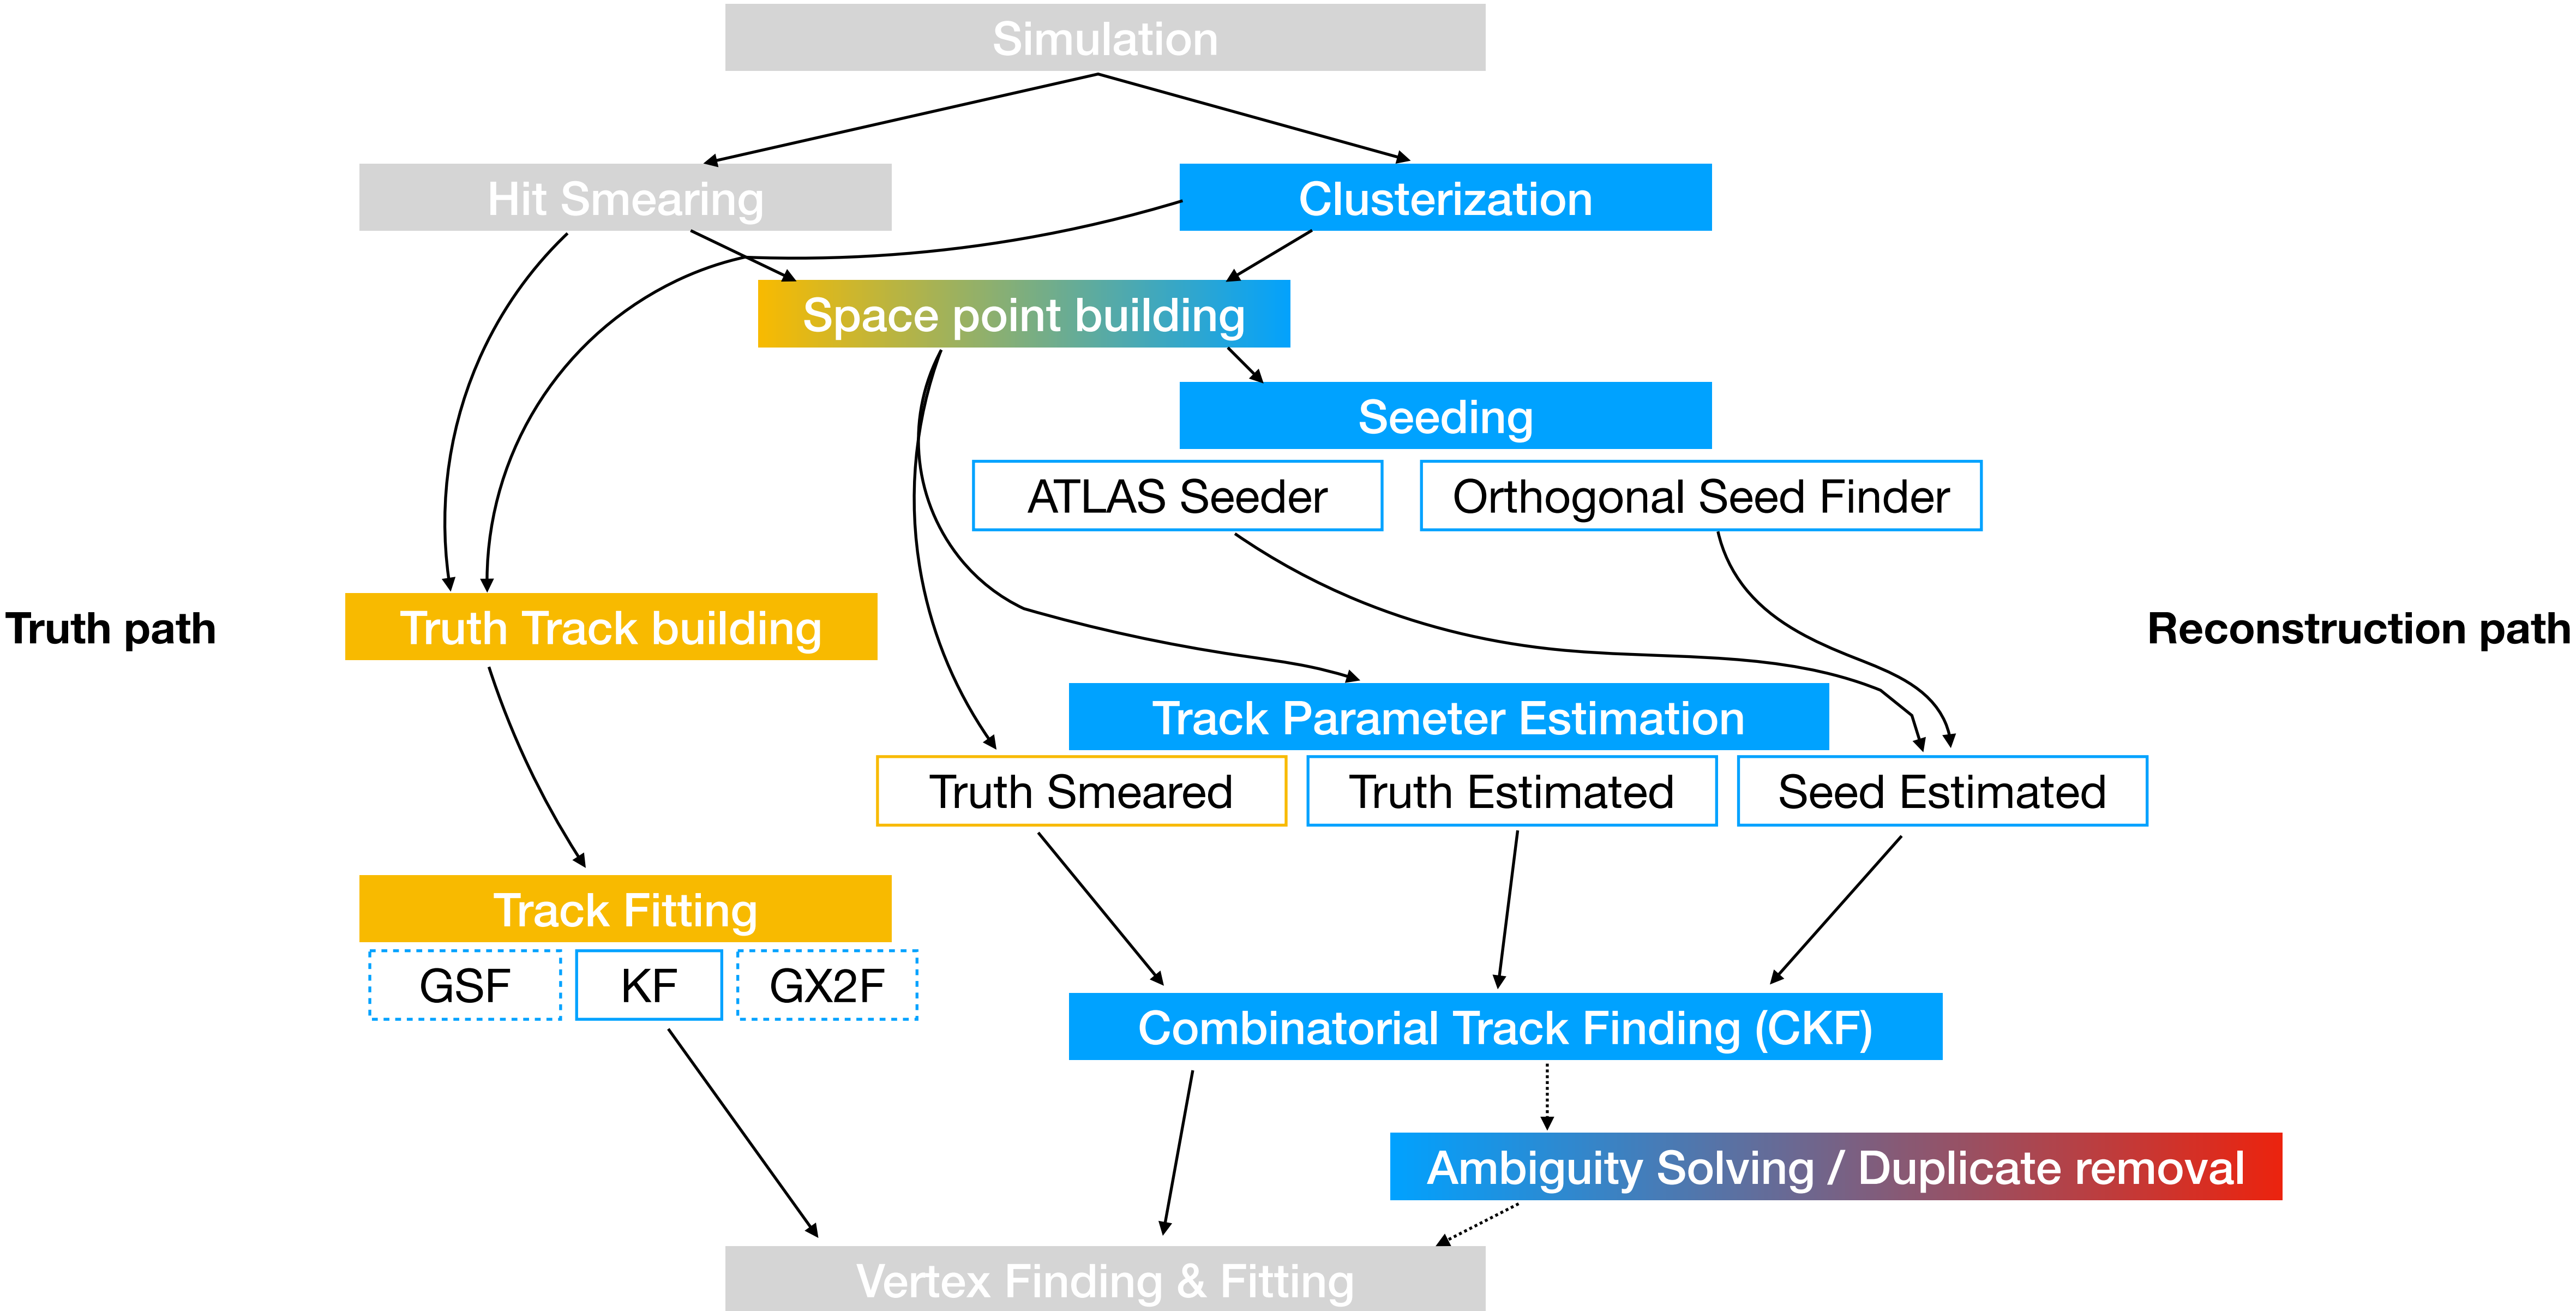 Simulation
Hit Smearing
Clusterization
Space point building
Seeding
ATLAS Seeder
Orthogonal Seed Finder
Truth path
Truth Track building
Reconstruction path
Track Parameter Estimation
Truth Smeared
Truth Estimated
Seed Estimated
Track Fitting
GSF
KF
GX2F
Combinatorial Track Finding (CKF)
Ambiguity Solving / Duplicate removal
Vertex Finding & Fitting